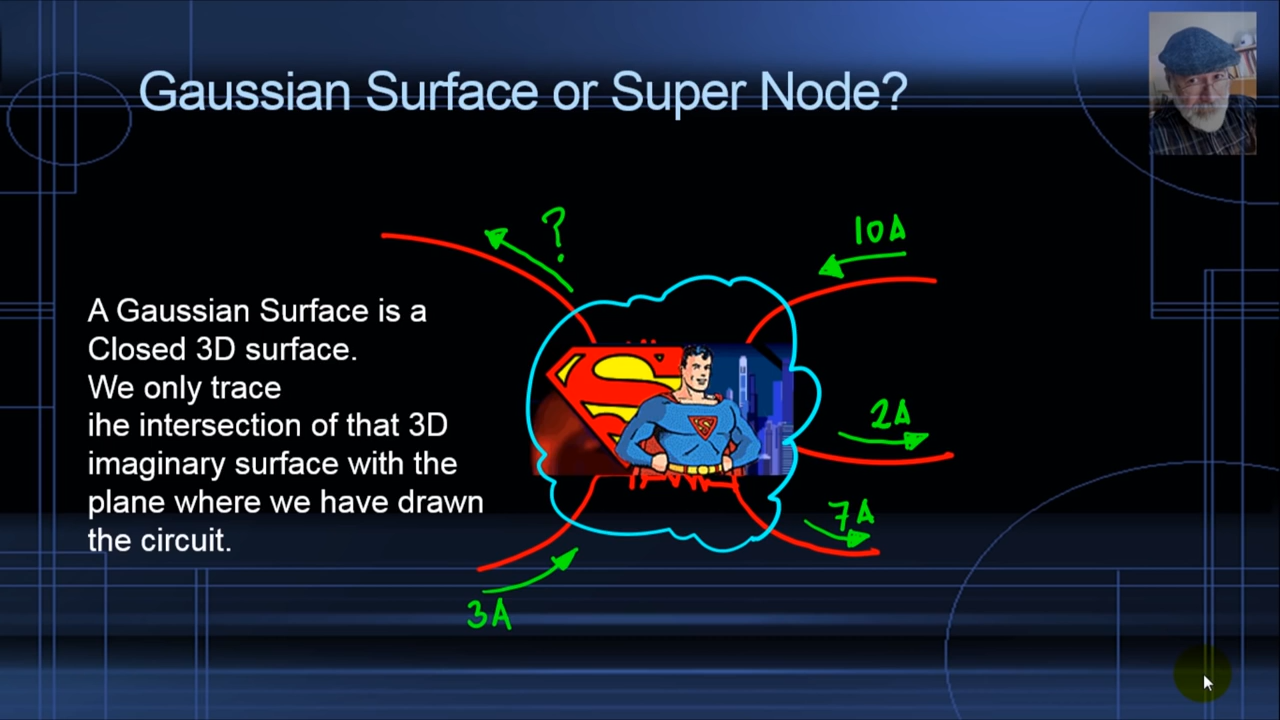 Gaussian Surface or Super Node?
?
10A
A Gaussian Surface is a
Closed 3D surface.
We only trace
ihe intersection of that 3D
imaginary surface with the
plane where we have drawn
the circuit.
S
S
2A
7A
3A